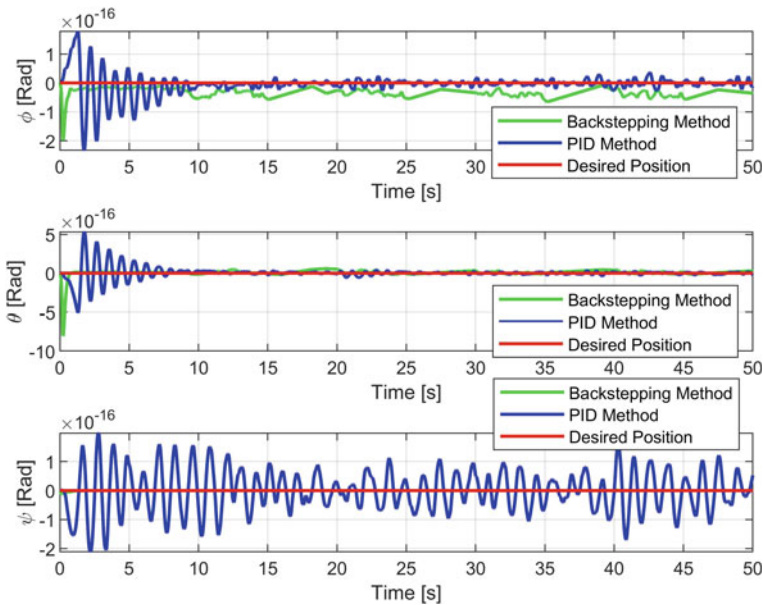 ×10-16
1
0
-1
-2
ϕ [Rad]
Backstepping Method
PID Method
Desired Position
0 5 10 15 20 25 30 35 40 45 50
Time [s]
×10-16
5
0
-5
-10
θ [Rad]
Backstepping Method
PID Method
Desired Position
0 5 10 15 20 25 30 35 40 45 50
Time [s]
×10-16
1
0
-1
-2
ψ [Rad]
Backstepping Method
PID Method
Desired Position
0 5 10 15 20 25 30 35 40 45 50
Time [s]